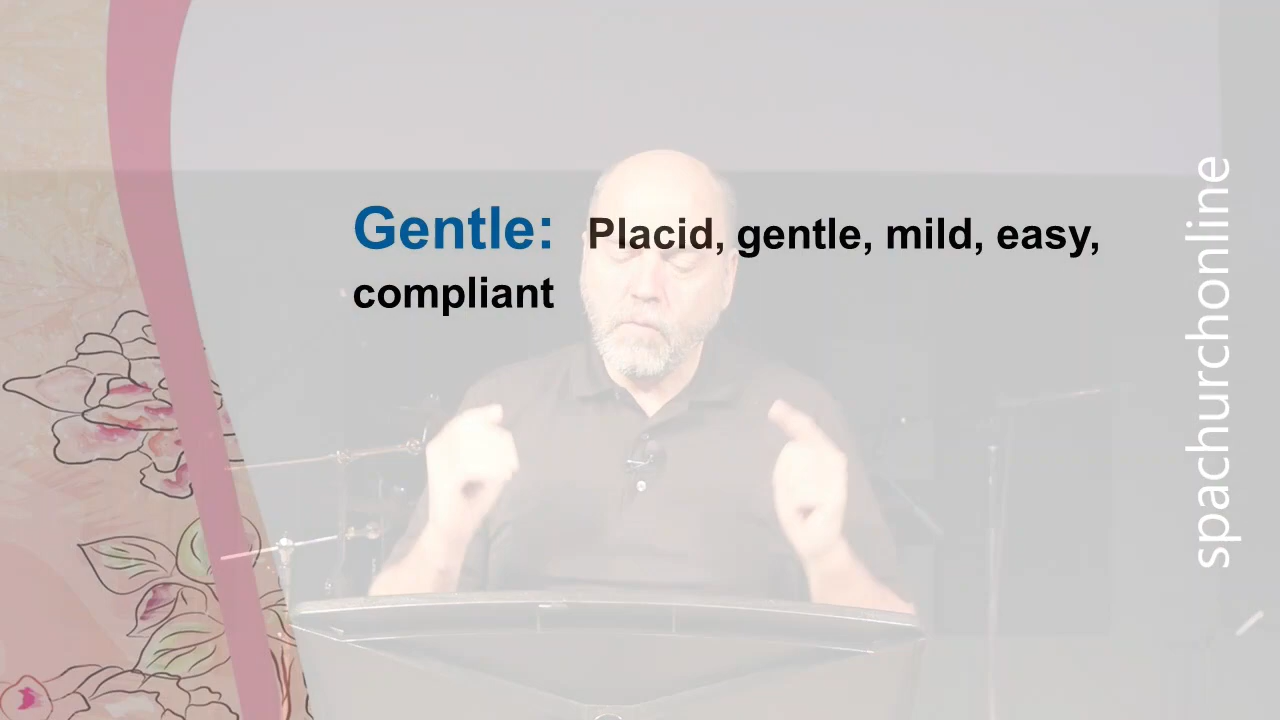 Gentle: Placid, gentle, mild, easy,
compliant
spachurchonline